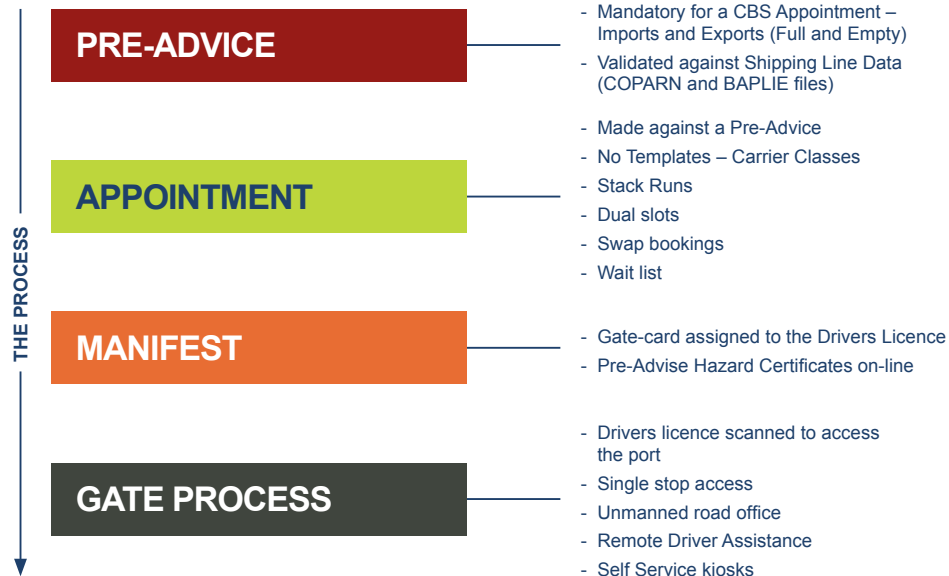 THE PROCESS
PRE-ADVICE
- Mandatory for a CBS Appointment –
Imports and Exports (Full and Empty)
- Validated against Shipping Line Data
(COPARN and BAPLIE files)
APPOINTMENT
- Made against a Pre-Advice
- No Templates – Carrier Classes
- Stack Runs
- Dual slots
- Swap bookings
- Wait list
MANIFEST
- Gate-card assigned to the Drivers Licence
- Pre-Advise Hazard Certificates on-line
GATE PROCESS
- Drivers licence scanned to access
the port
- Single stop access
- Unmanned road office
- Remote Driver Assistance
- Self Service kiosks